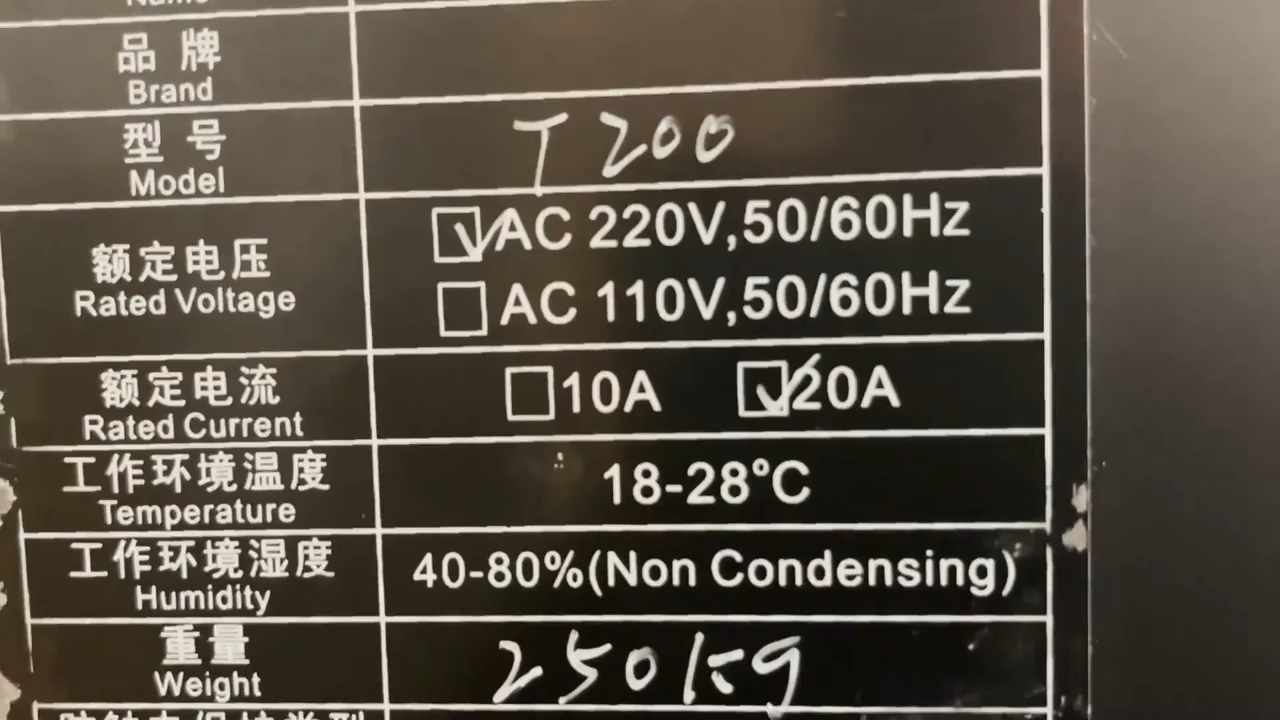 Name
品 牌
Brand
型 号
Model
T200
额定电压
Rated Voltage
AC 220V,50/60Hz
AC 110V,50/60Hz
额定电流
Rated Current
10A
20A
工作环境温度
Temperature
18-28°C
工作环境湿度
Humidity
40-80%(Non Condensing)
重量
Weight
250kg